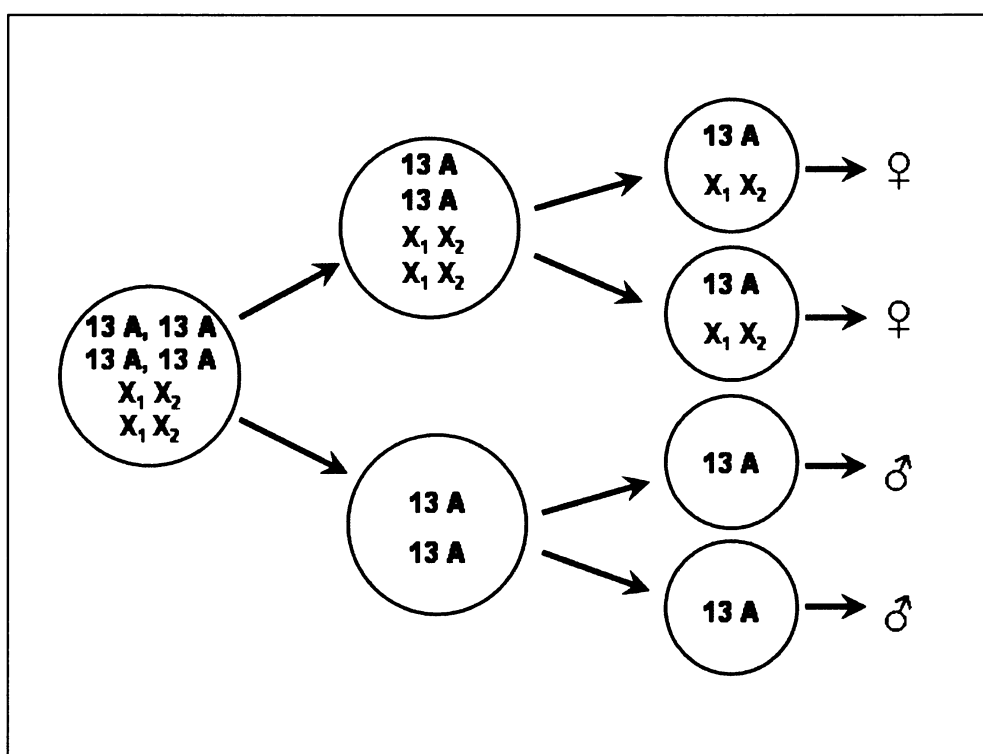 13 A, 13 A
13 A, 13 A
X₁ X₂
X₁ X₂
13 A
13 A
X₁ X₂
X₁ X₂
13 A
13 A
13 A
X₁ X₂
♀
13 A
X₁ X₂
♀
13 A
♂
13 A
♂